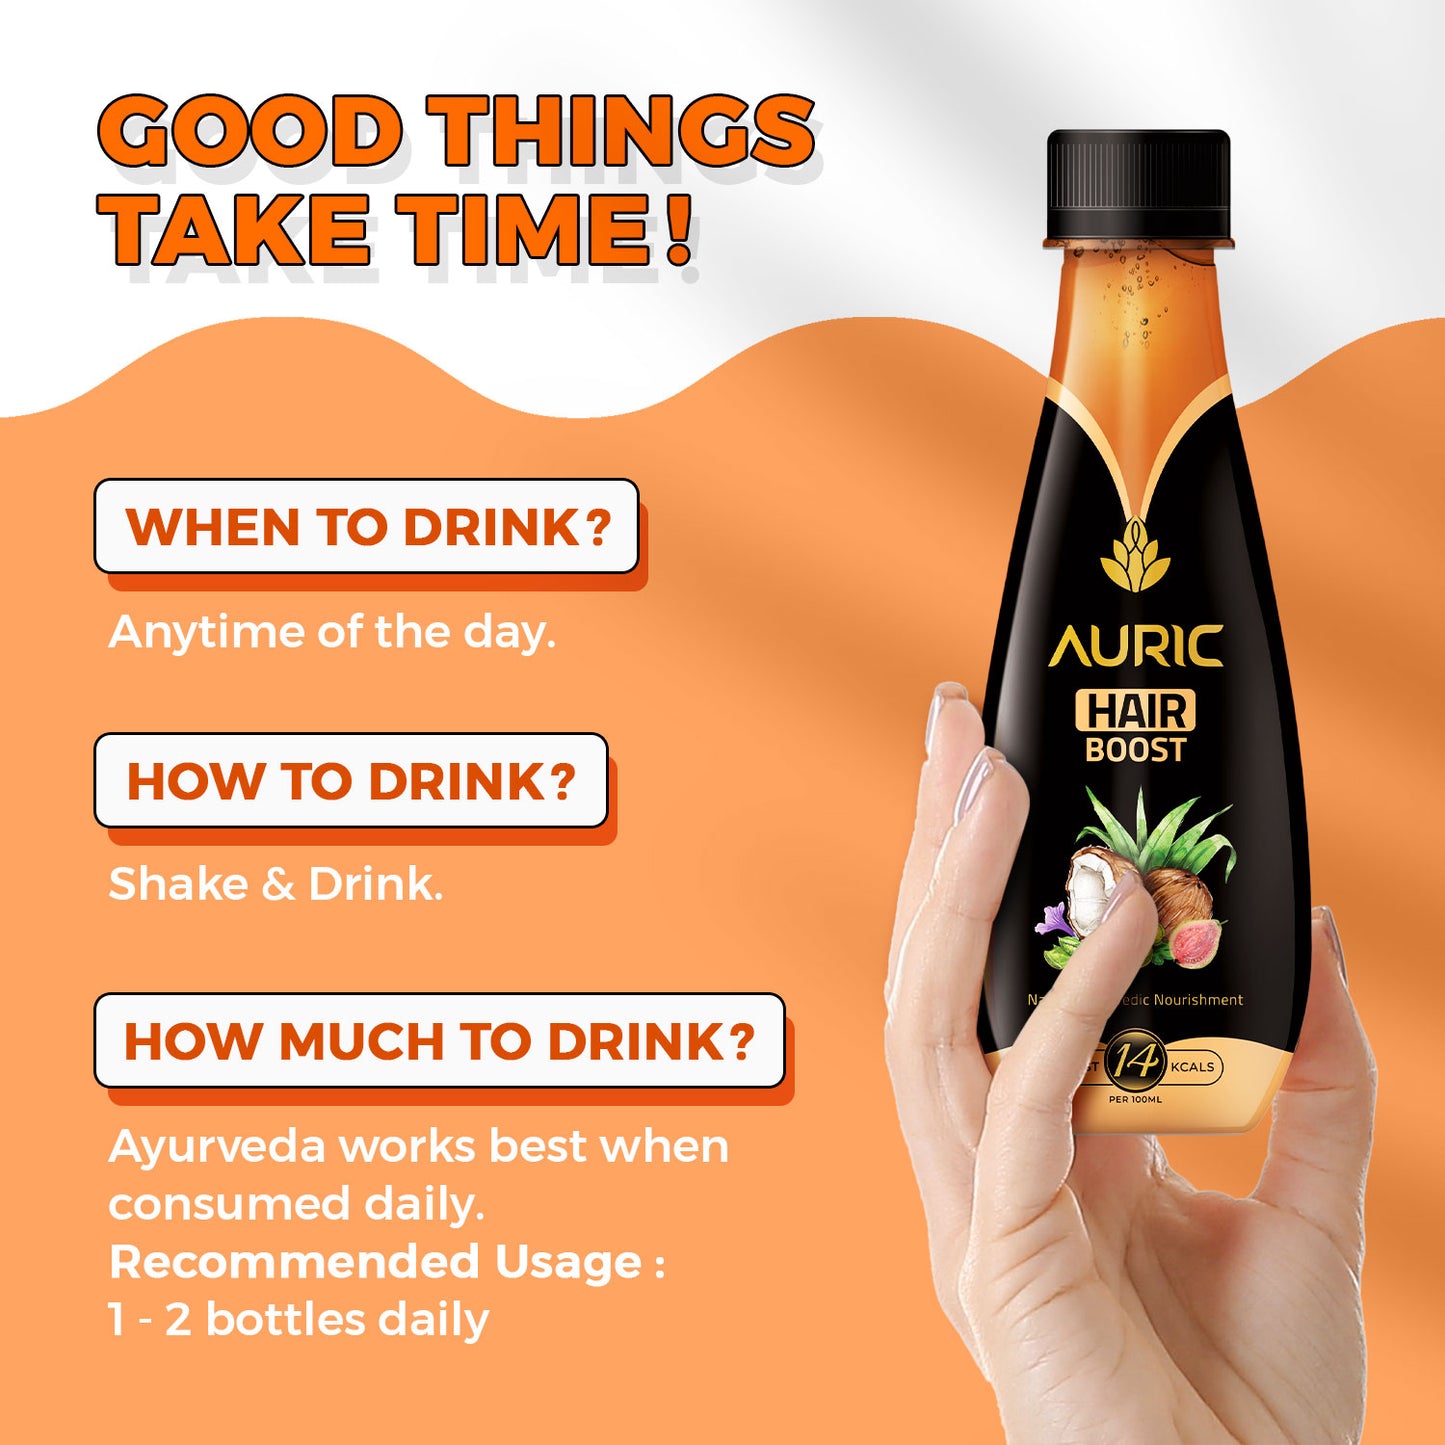 GOOD THINGS
TAKE TIME!
WHEN TO DRINK?
Anytime of the day.
HOW TO DRINK?
Shake & Drink.
HOW MUCH TO DRINK?
Ayurveda works best when
consumed daily.
Recommended Usage :
1 - 2 bottles daily
AURIC
HAIR
BOOST
Nourishment
14 KCALS
PER 100ML